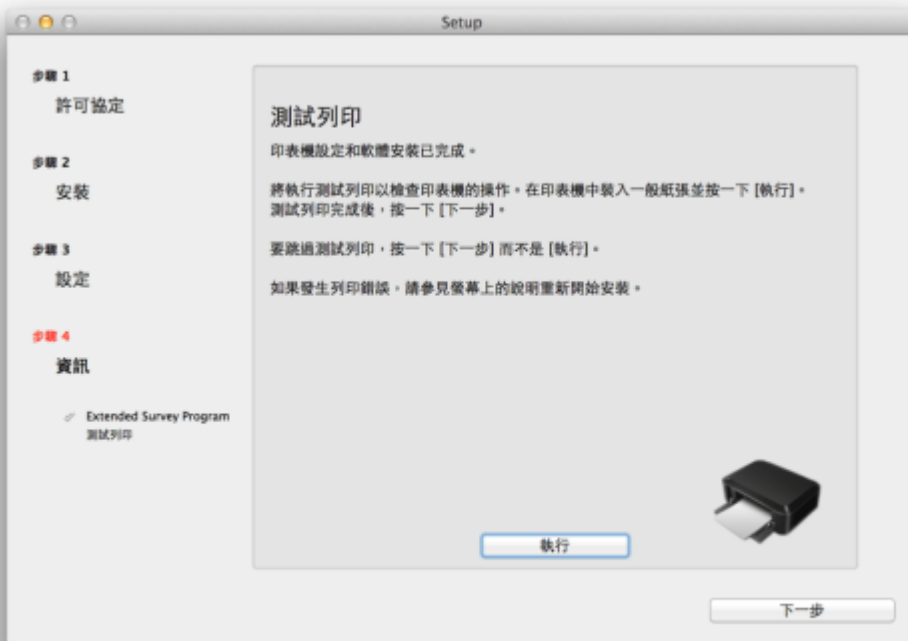 Setup
步驟 1
許可協定
步驟 2
安裝
步驟 3
設定
步驟 4
資訊
Extended Survey Program
測試列印
測試列印
印表機設定和軟體安裝已完成。
將執行測試列印以檢查印表機的操作。在印表機中裝入一般紙張並按一下 [執行]。
測試列印完成後，按一下 [下一步]。
要跳過測試列印，按一下 [下一步] 而不是 [執行]。
如果發生列印錯誤，請參見螢幕上的說明重新開始安裝。
執行
下一步